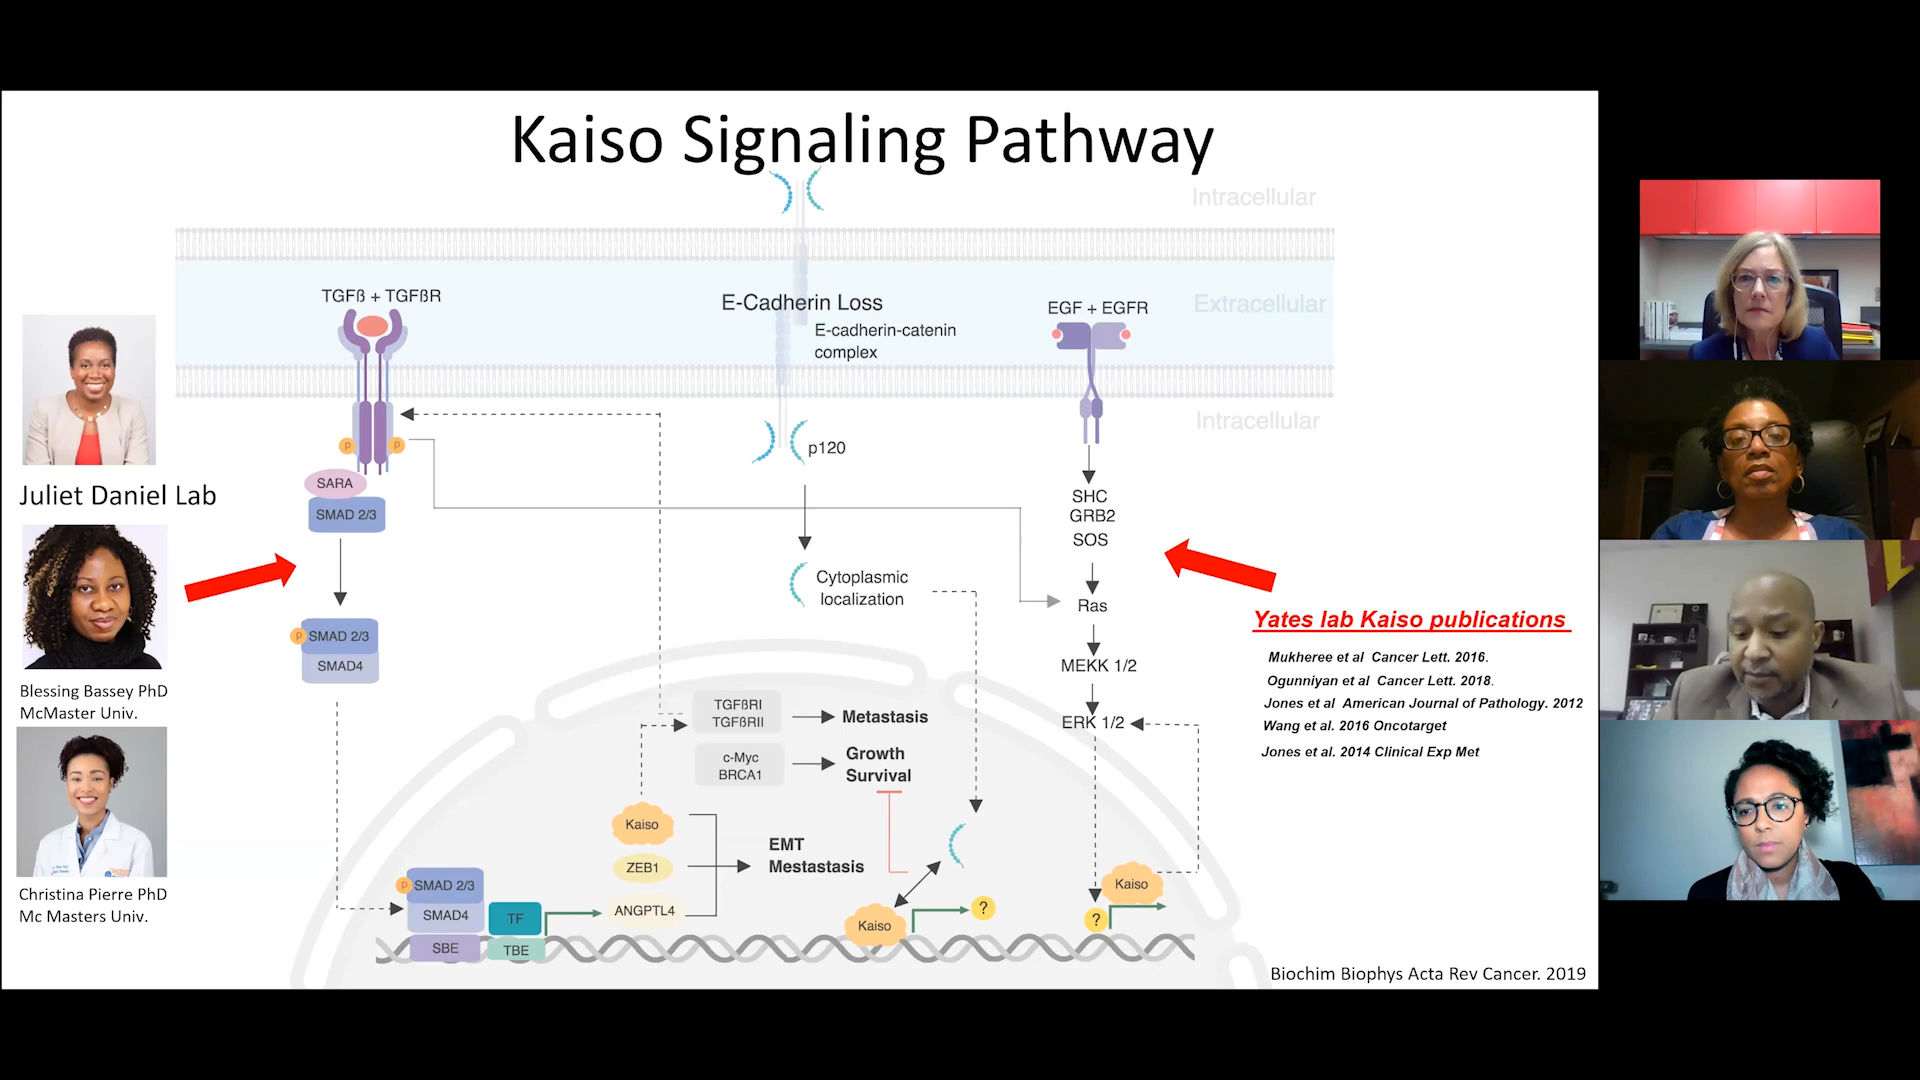 Kaiso Signaling Pathway
Intracellular
TGFß + TGFßR
E-Cadherin Loss
E-cadherin-catenin
complex
EGF + EGFR
Extracellular
Intracellular
p120
P
P
SARA
SMAD 2/3
Juliet Daniel Lab
SHC
GRB2
SOS
Cytoplasmic
localization
Ras
P
SMAD 2/3
SMAD4
MEKK 1/2
ERK 1/2
Blessing Bassey PhD
McMaster Univ.
Yates lab Kaiso publications
Mukheree et al Cancer Lett. 2016.
Ogunniyan et al Cancer Lett. 2018.
Jones et al American Journal of Pathology. 2012
Wang et al. 2016 Oncotarget
Jones et al. 2014 Clinical Exp Met
TGFßRI
TGFßRII
Metastasis
c-Myc
BRCA1
Growth
Survival
Kaiso
ZEB1
ANGPTL4
EMT
Mestastasis
P
SMAD 2/3
SMAD4
SBE
TF
TBE
Kaiso
?
Kaiso
?
Christina Pierre PhD
Mc Masters Univ.
Biochim Biophys Acta Rev Cancer. 2019